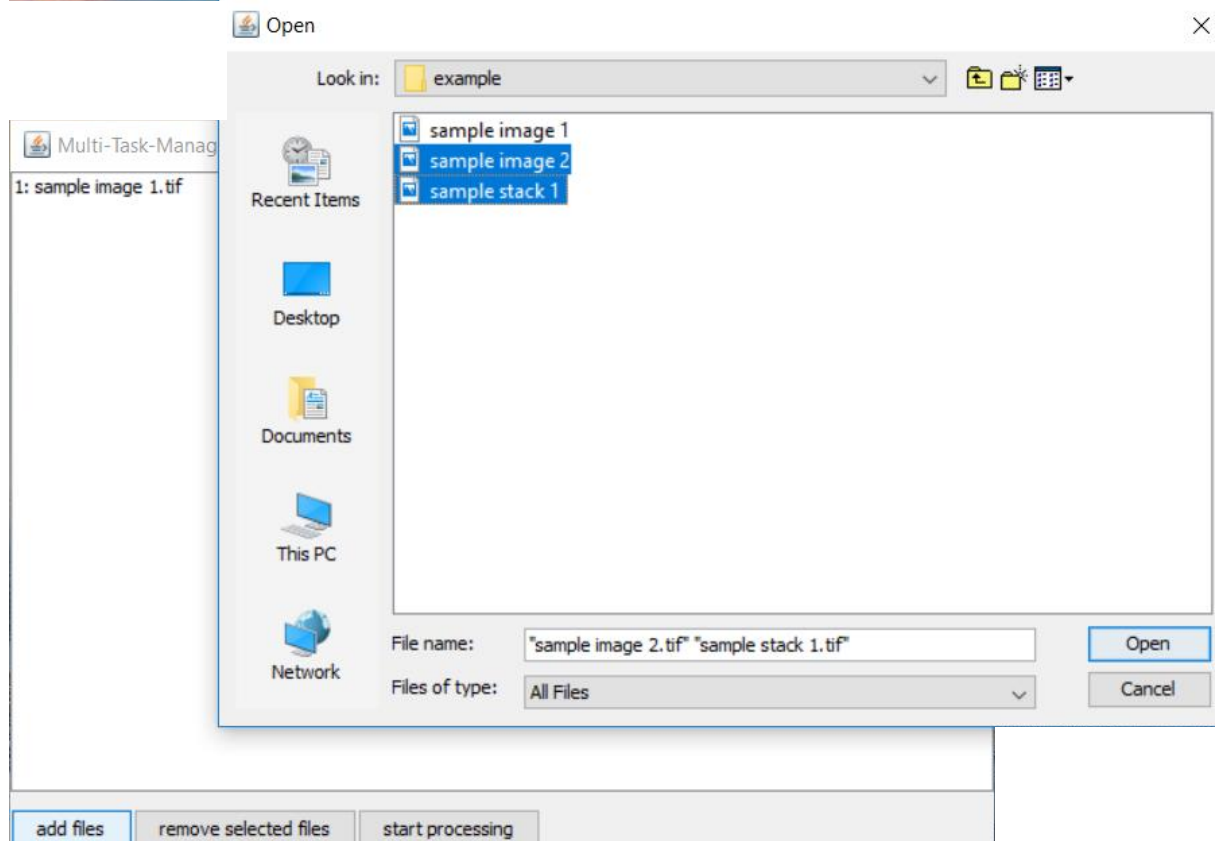 Open
Look in:
example
sample image 1
sample image 2
sample stack 1
Recent Items
Desktop
Documents
This PC
Network
File name:
"sample image 2.tif" "sample stack 1.tif"
Open
Files of type:
All Files
Cancel
Multi-Task-Manag
1: sample image 1.tif
add files
remove selected files
start processing